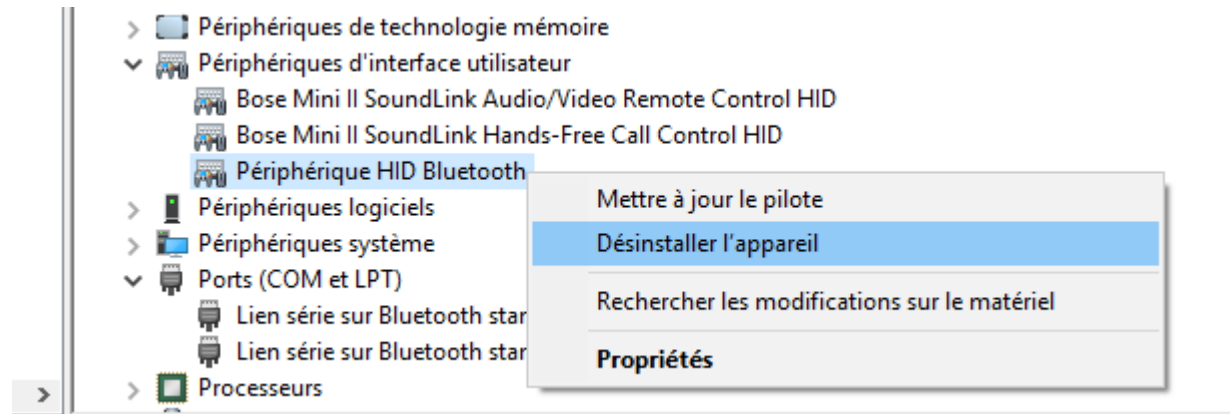 Périphériques de technologie mémoire
Périphériques d'interface utilisateur
Bose Mini II SoundLink Audio/Video Remote Control HID
Bose Mini II SoundLink Hands-Free Call Control HID
Périphérique HID Bluetooth
Périphériques logiciels
Périphériques système
Ports (COM et LPT)
Lien série sur Bluetooth star
Lien série sur Bluetooth star
Processeurs
Mettre à jour le pilote
Désinstaller l'appareil
Rechercher les modifications sur le matériel
Propriétés